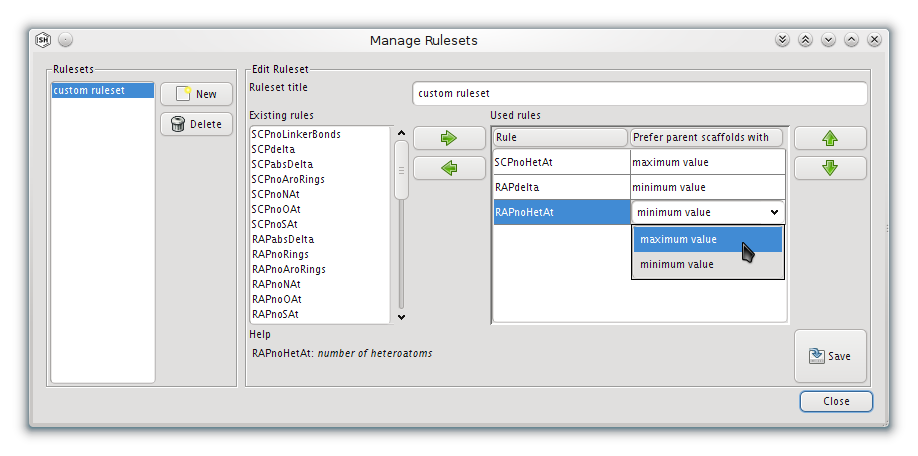 SH
Manage Rulesets
Rulesets
custom ruleset
New
Delete
Edit Ruleset
Ruleset title
custom ruleset
Existing rules
SCPnoLinkerBonds
SCPdelta
SCPabsDelta
SCPnoAroRings
SCPnoNAt
SCPnoOAt
SCPnoSAt
RAPabsDelta
RAPnoRings
RAPnoAroRings
RAPnoNAt
RAPnoOAt
RAPnoSAt
Used rules
Rule Prefer parent scaffolds with
SCPnoHetAt maximum value
RAPdelta minimum value
RAPnoHetAt minimum value
maximum value
minimum value
Help
RAPnoHetAt: number of heteroatoms
Save
Close